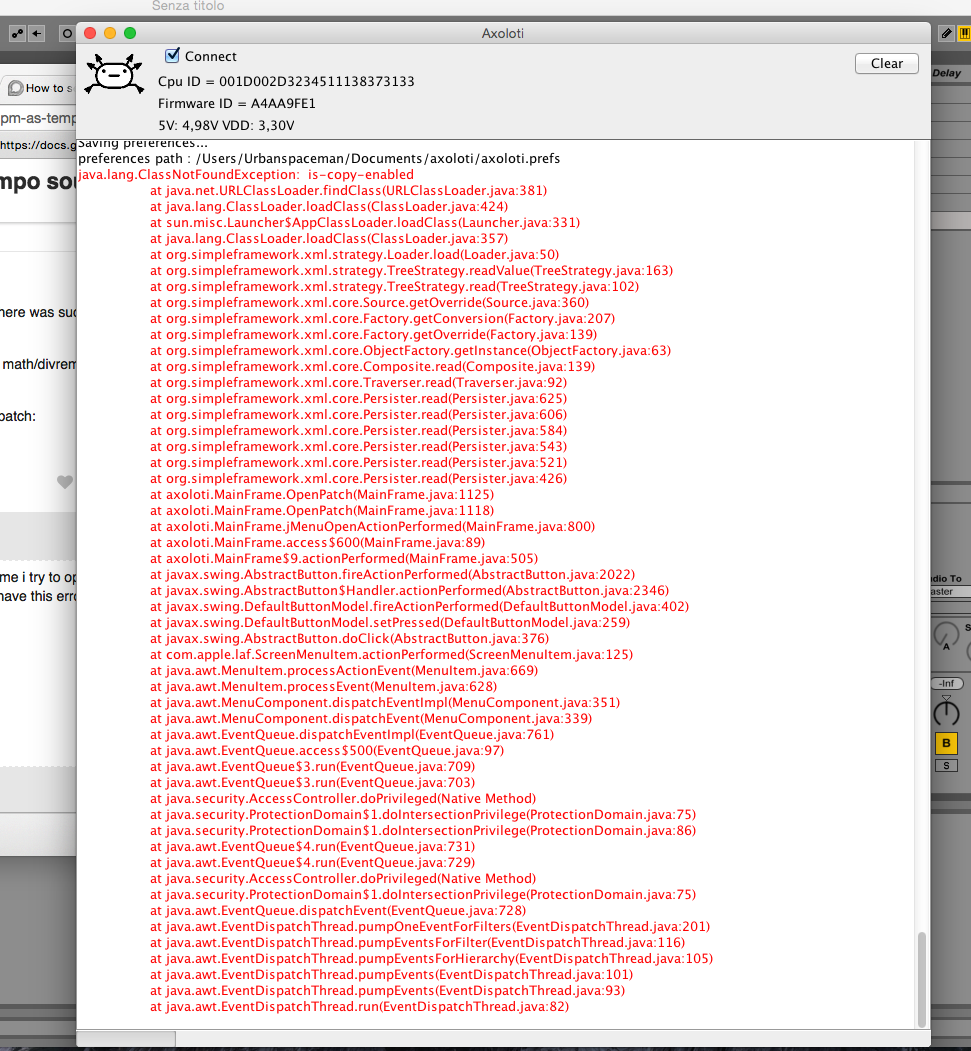 Senza titolo
Axoloti
Connect
Clear
Cpu ID = 001D002D3234511138373133
Firmware ID = A4AA9FE1
5V: 4,98V VDD: 3,30V
Saving preferences...
preferences path : /Users/Urbanspaceman/Documents/axoloti/axoloti.prefs
java.lang.ClassNotFoundException: is-copy-enabled
at java.net.URLClassLoader.findClass(URLClassLoader.java:381)
at java.lang.ClassLoader.loadClass(ClassLoader.java:424)
at sun.misc.Launcher$AppClassLoader.loadClass(Launcher.java:331)
at java.lang.ClassLoader.loadClass(ClassLoader.java:357)
at org.simpleframework.xml.strategy.Loader.load(Loader.java:50)
at org.simpleframework.xml.strategy.TreeStrategy.readValue(TreeStrategy.java:163)
at org.simpleframework.xml.strategy.TreeStrategy.read(TreeStrategy.java:102)
at org.simpleframework.xml.core.Source.getOverride(Source.java:360)
at org.simpleframework.xml.core.Factory.getConversion(Factory.java:207)
at org.simpleframework.xml.core.Factory.getOverride(Factory.java:139)
at org.simpleframework.xml.core.ObjectFactory.getInstance(ObjectFactory.java:63)
at org.simpleframework.xml.core.Composite.read(Composite.java:139)
at org.simpleframework.xml.core.Traverser.read(Traverser.java:92)
at org.simpleframework.xml.core.Persister.read(Persister.java:625)
at org.simpleframework.xml.core.Persister.read(Persister.java:606)
at org.simpleframework.xml.core.Persister.read(Persister.java:584)
at org.simpleframework.xml.core.Persister.read(Persister.java:543)
at org.simpleframework.xml.core.Persister.read(Persister.java:521)
at org.simpleframework.xml.core.Persister.read(Persister.java:426)
at axoloti.MainFrame.OpenPatch(MainFrame.java:1125)
at axoloti.MainFrame.OpenPatch(MainFrame.java:1118)
at axoloti.MainFrame.jMenuOpenActionPerformed(MainFrame.java:800)
at axoloti.MainFrame.access$600(MainFrame.java:89)
at axoloti.MainFrame$9.actionPerformed(MainFrame.java:505)
at javax.swing.AbstractButton.fireActionPerformed(AbstractButton.java:2022)
at javax.swing.AbstractButton$Handler.actionPerformed(AbstractButton.java:2346)
at javax.swing.DefaultButtonModel.fireActionPerformed(DefaultButtonModel.java:402)
at javax.swing.DefaultButtonModel.setPressed(DefaultButtonModel.java:259)
at javax.swing.AbstractButton.doClick(AbstractButton.java:376)
at com.apple.laf.ScreenMenuItem.actionPerformed(ScreenMenuItem.java:125)
at java.awt.MenuItem.processActionEvent(MenuItem.java:669)
at java.awt.MenuItem.processEvent(MenuItem.java:628)
at java.awt.MenuComponent.dispatchEventImpl(MenuComponent.java:351)
at java.awt.MenuComponent.dispatchEvent(MenuComponent.java:339)
at java.awt.EventQueue.dispatchEventImpl(EventQueue.java:761)
at java.awt.EventQueue.access$500(EventQueue.java:97)
at java.awt.EventQueue$3.run(EventQueue.java:709)
at java.awt.EventQueue$3.run(EventQueue.java:703)
at java.security.AccessController.doPrivileged(Native Method)
at java.security.ProtectionDomain$1.doIntersectionPrivilege(ProtectionDomain.java:75)
at java.security.ProtectionDomain$1.doIntersectionPrivilege(ProtectionDomain.java:86)
at java.awt.EventQueue$4.run(EventQueue.java:731)
at java.awt.EventQueue$4.run(EventQueue.java:729)
at java.security.AccessController.doPrivileged(Native Method)
at java.security.ProtectionDomain$1.doIntersectionPrivilege(ProtectionDomain.java:75)
at java.awt.EventQueue.dispatchEvent(EventQueue.java:728)
at java.awt.EventDispatchThread.pumpOneEventForFilters(EventDispatchThread.java:201)
at java.awt.EventDispatchThread.pumpEventsForFilter(EventDispatchThread.java:116)
at java.awt.EventDispatchThread.pumpEventsForHierarchy(EventDispatchThread.java:105)
at java.awt.EventDispatchThread.pumpEvents(EventDispatchThread.java:101)
at java.awt.EventDispatchThread.pumpEvents(EventDispatchThread.java:93)
at java.awt.EventDispatchThread.run(EventDispatchThread.java:82)
How to s
pm-as-temp
https://docs.g
mpo sou
here was suc
math/divrem
patch:
me i try to op
have this erro
Delay
dio To
aster
A
S
-Inf
B
S